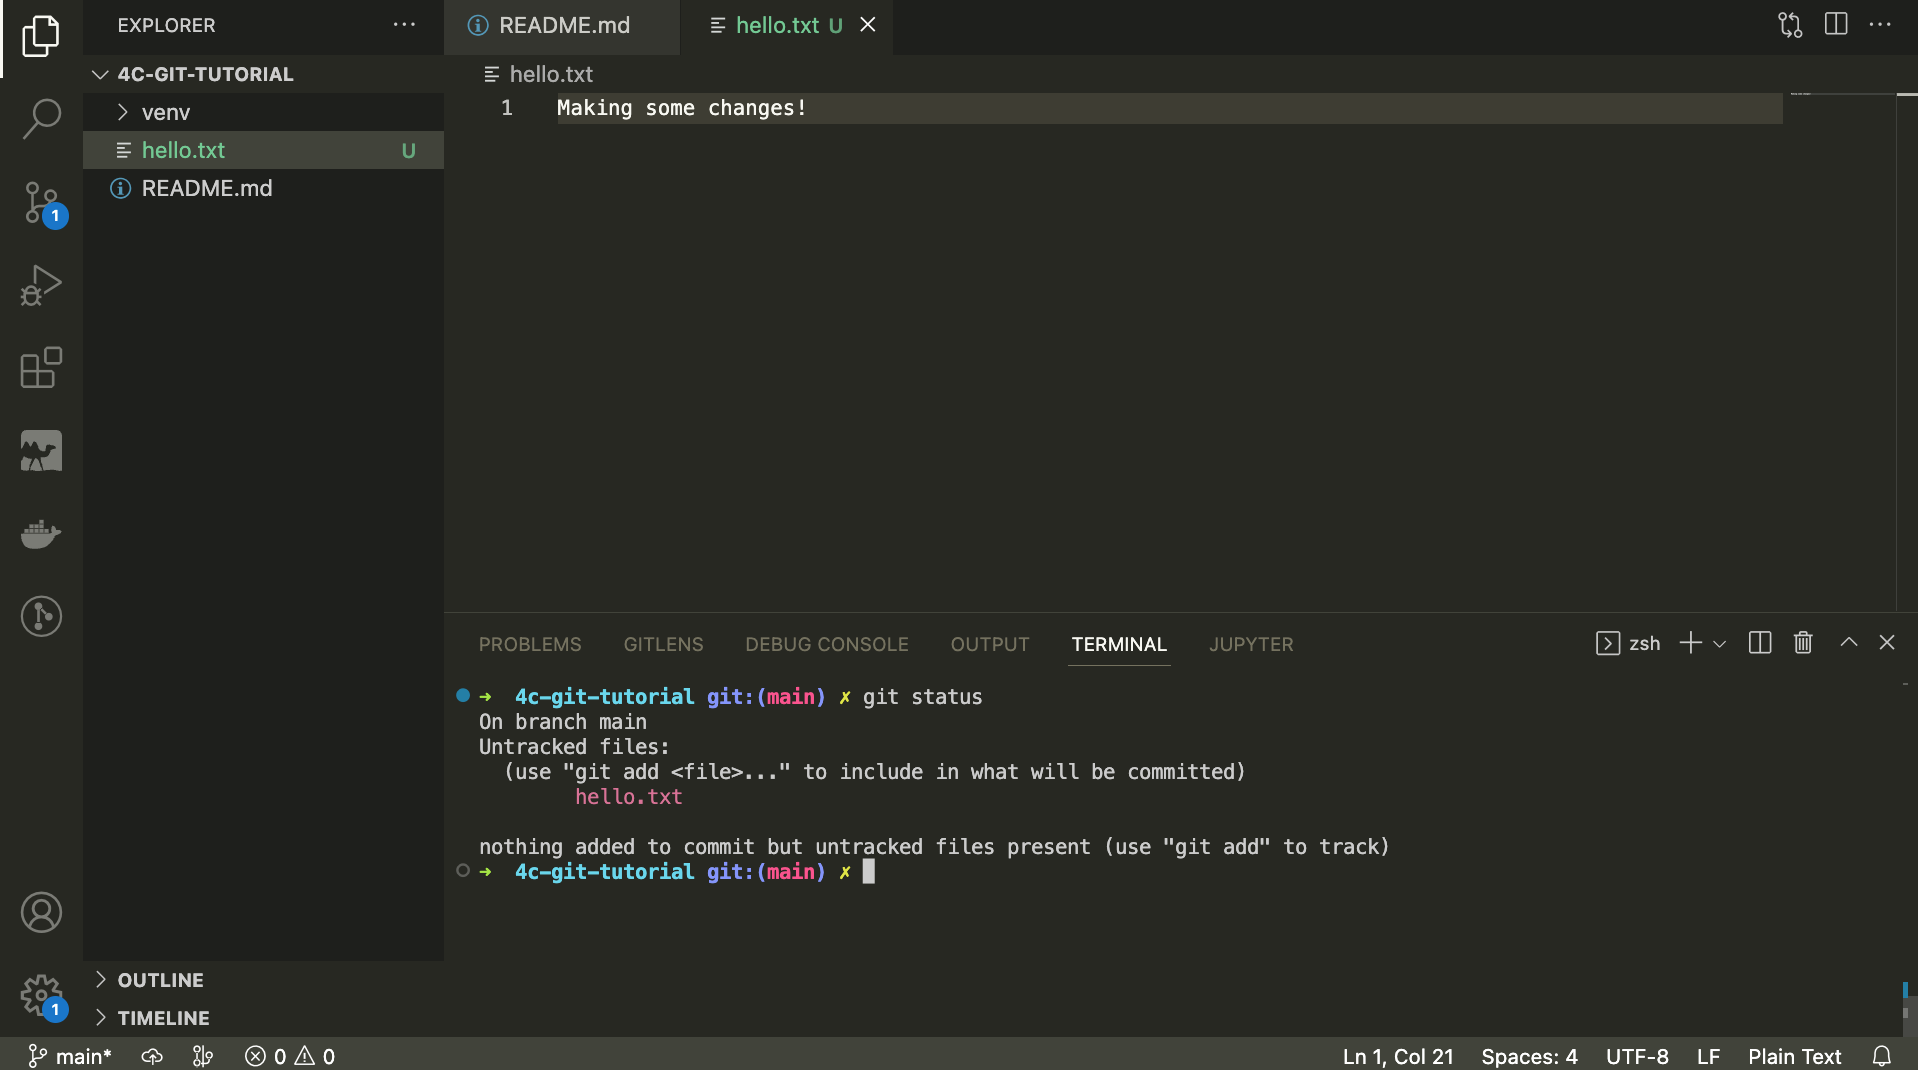 EXPLORER
README.md
hello.txt U
4C-GIT-TUTORIAL
venv
hello.txt U
README.md
hello.txt
1 Making some changes!
1
PROBLEMS GITLENS DEBUG CONSOLE OUTPUT TERMINAL JUPYTER
zsh
➜ 4c-git-tutorial git:(main) ✗ git status
On branch main
Untracked files:
(use "git add <file>..." to include in what will be committed)
hello.txt
nothing added to commit but untracked files present (use "git add" to track)
➜ 4c-git-tutorial git:(main) ✗
OUTLINE
1
TIMELINE
main* 0 0 Ln 1, Col 21 Spaces: 4 UTF-8 LF Plain Text